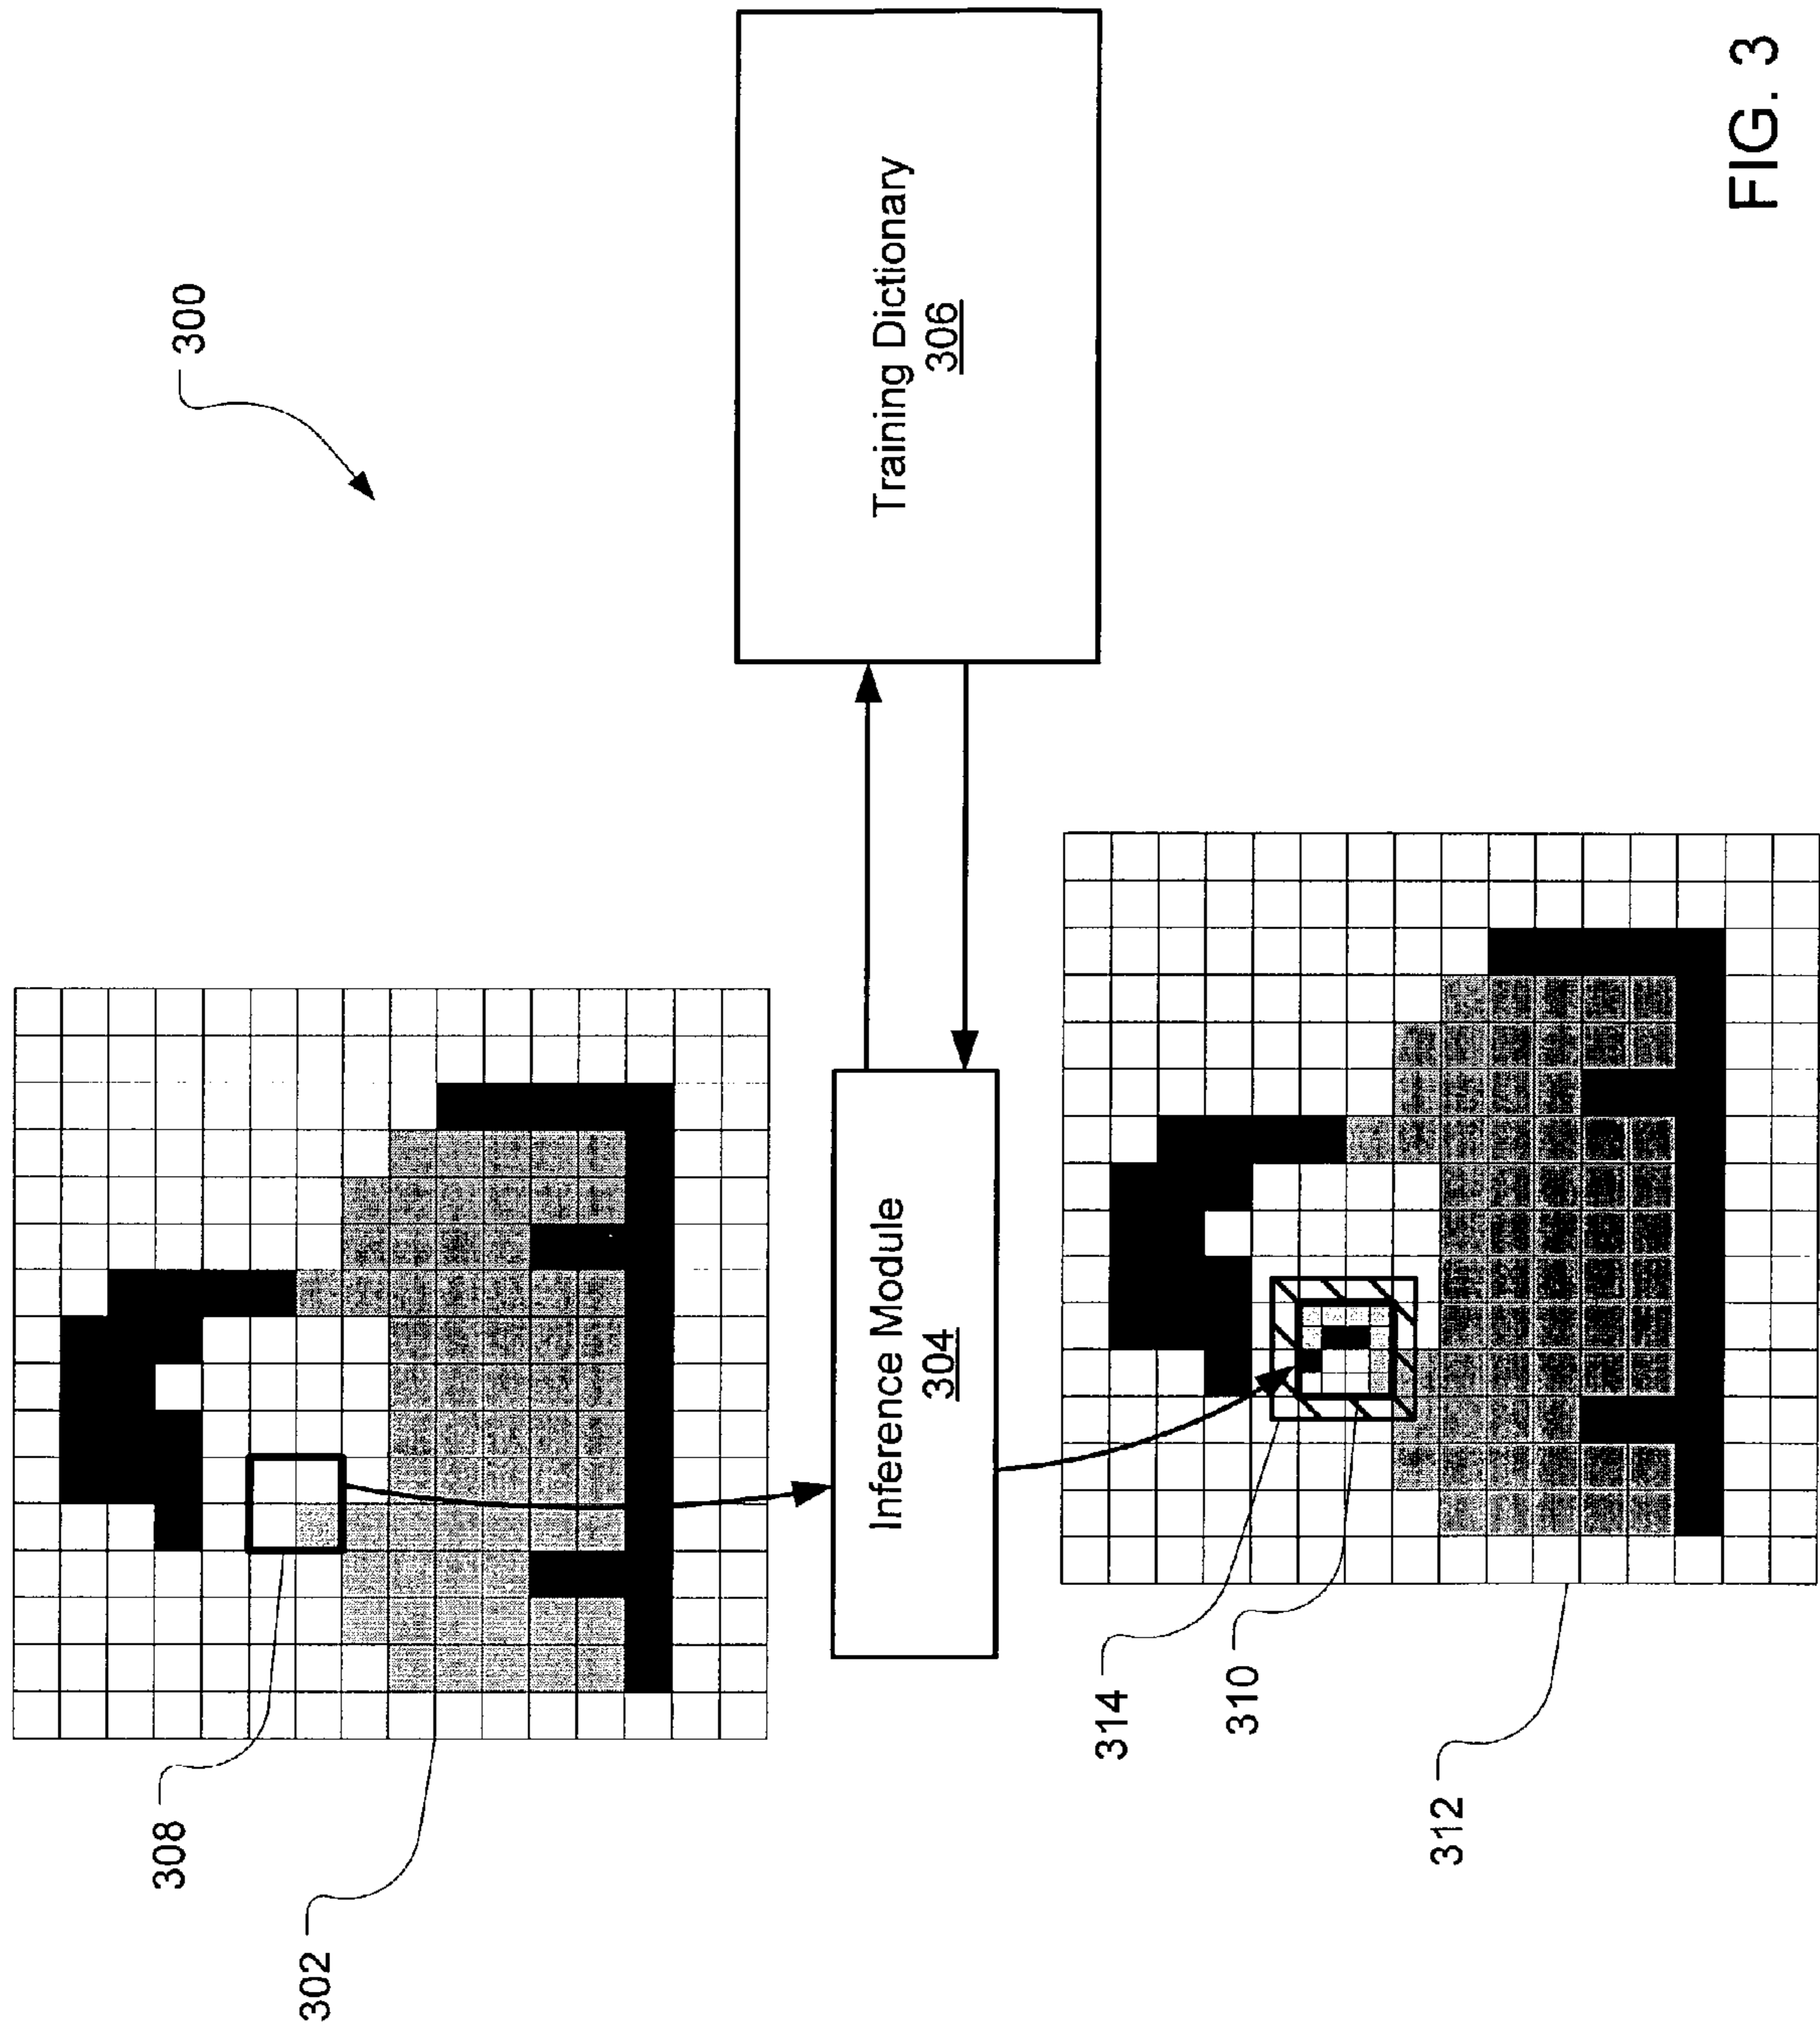 300
308
302
Inference Module
304
Training Dictionary
306
314
310
312
FIG. 3